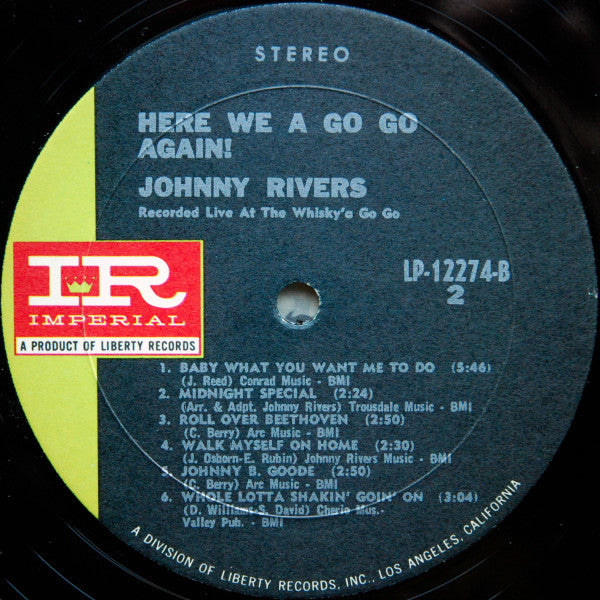 STEREO
HERE WE A GO GO
AGAIN!
JOHNNY RIVERS
Recorded Live At The Whisky'a Go Go
LP-12274-B
2
IR
IMPERIAL
A PRODUCT OF LIBERTY RECORDS
1. BABY WHAT YOU WANT ME TO DO (5:46)
(J. Reed) Conrad Music - BMI
2. MIDNIGHT SPECIAL (2:24)
(Arr. & Adpt. Johnny Rivers) Trousdale Music - BMI
3. ROLL OVER BEETHOVEN (2:50)
(C. Berry) Arc Music - BMI
4. WALK MYSELF ON HOME (2:30)
(J. Osborn-E. Rubin) Johnny Rivers Music - BMI
5. JOHNNY B. GOODE (2:50)
(C. Berry) Arc Music - BMI
6. WHOLE LOTTA SHAKIN' GOIN' ON (3:04)
(D. Williams-S. David) Cherio Mus.-
Valley Pub. - BMI
A DIVISION OF LIBERTY RECORDS, INC., LOS ANGELES, CALIFORNIA